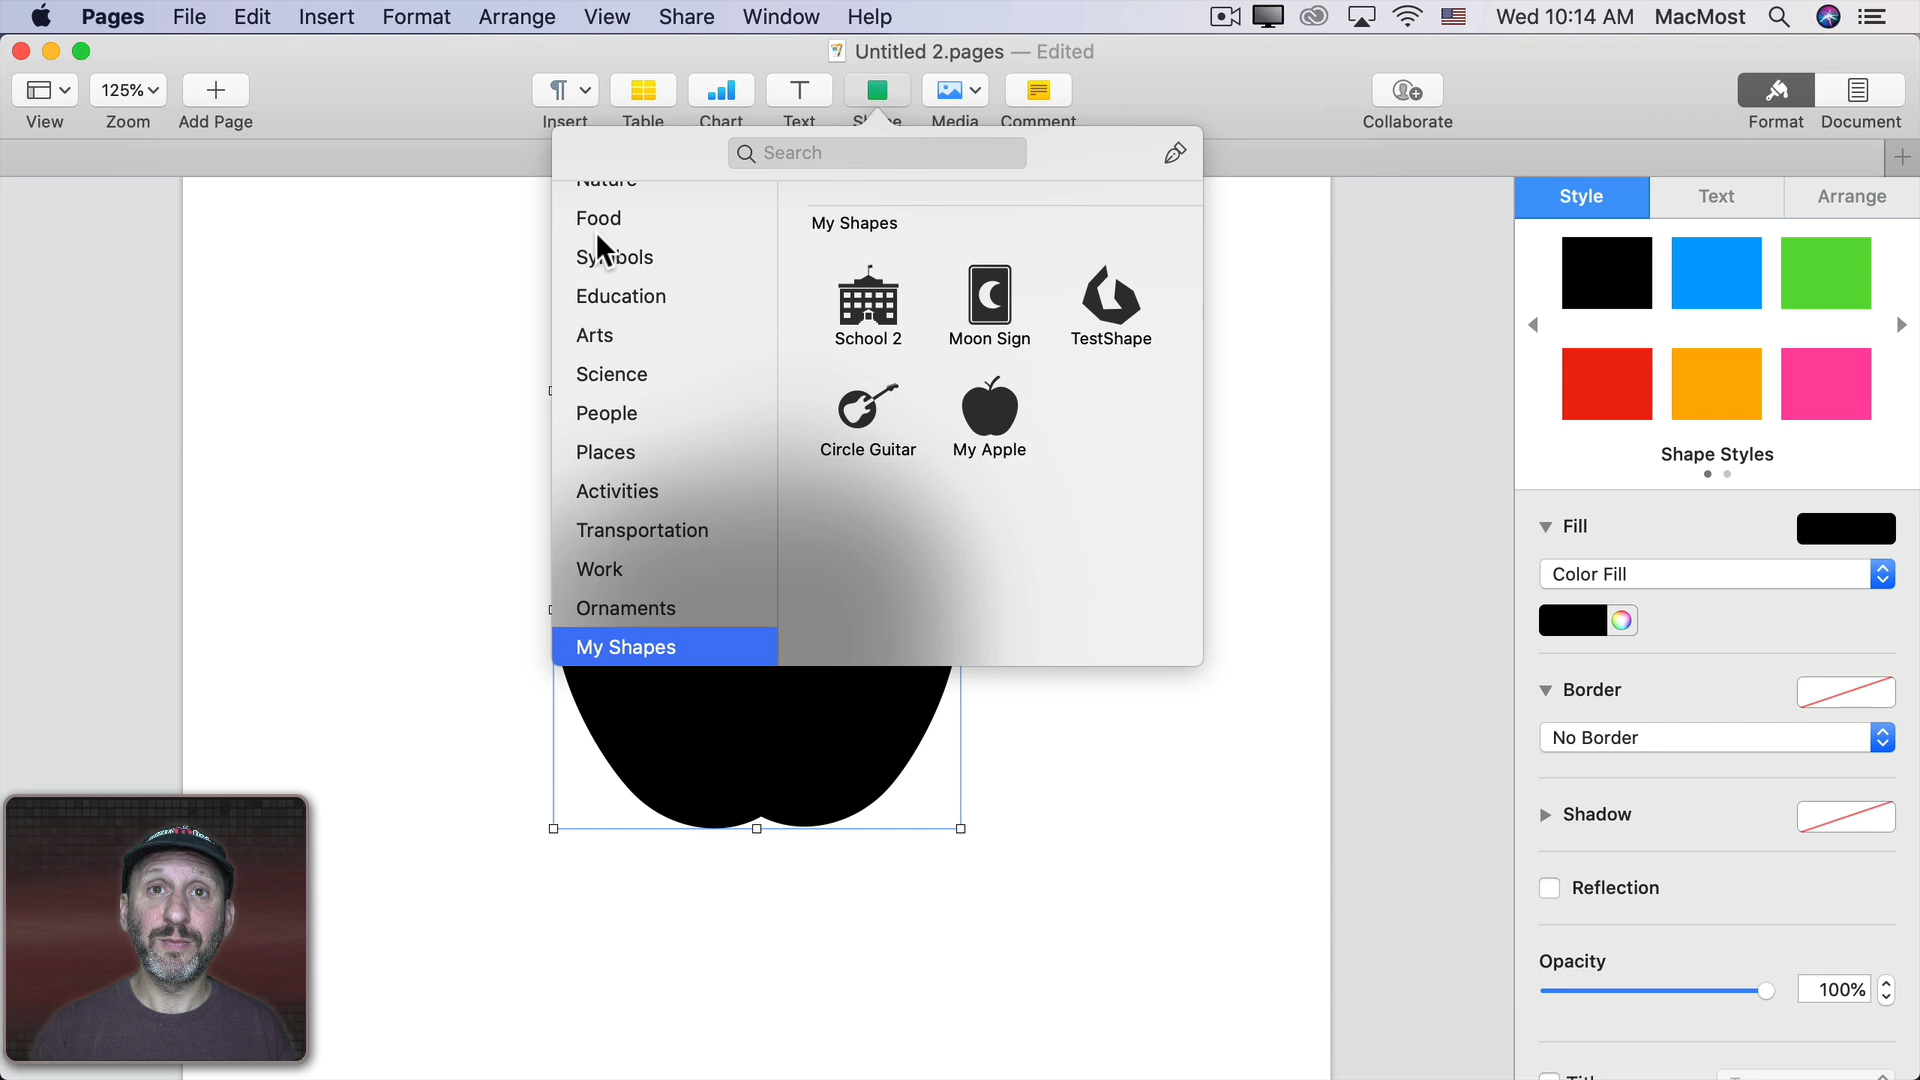 Pages File Edit Insert Format Arrange View Share Window Help Wed 10:14 AM MacMost
Untitled 2.pages — Edited
125%
View Zoom Add Page Insert Table Chart Text Shape Media Comment Collaborate Format Document
Search
Nature
Food
Symbols
Education
Arts
Science
People
Places
Activities
Transportation
Work
Ornaments
My Shapes
My Shapes
School 2 Moon Sign TestShape
Circle Guitar My Apple
Style Text Arrange
Shape Styles
Fill
Color Fill
Border
No Border
Shadow
Reflection
Opacity
100%